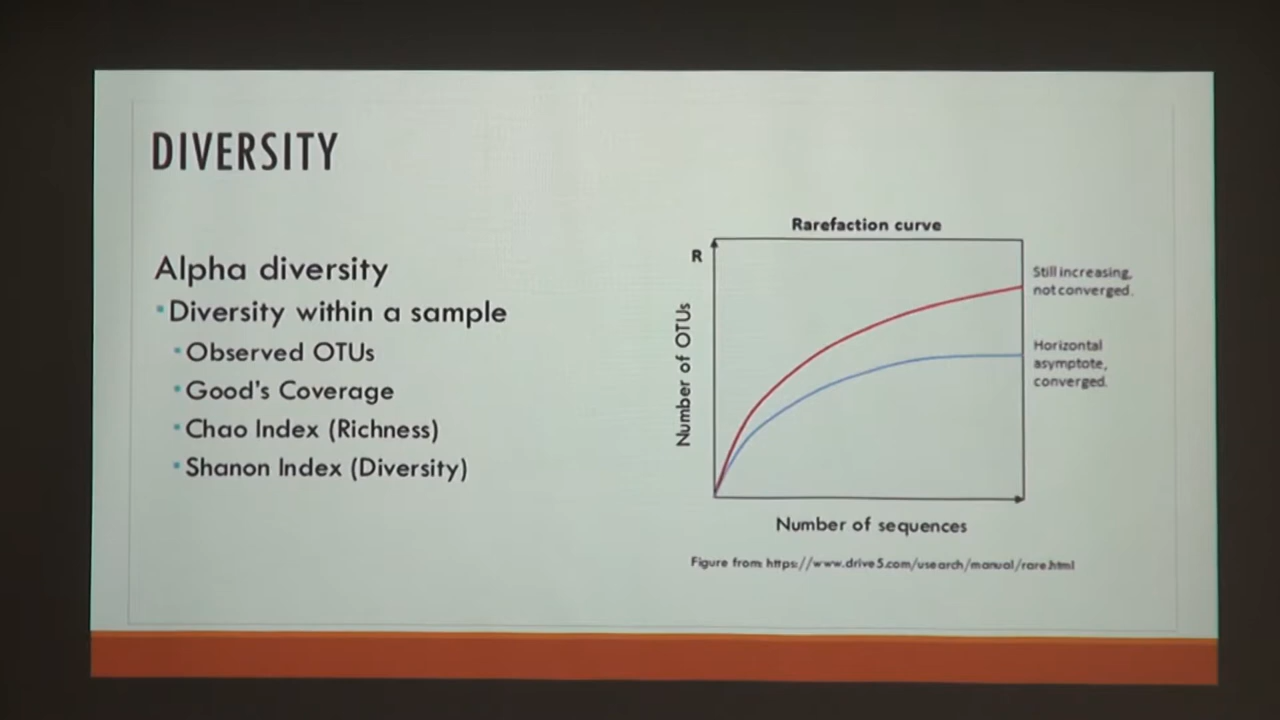 DIVERSITY
Alpha diversity
Diversity within a sample
Observed OTUs
Good's Coverage
Chao Index (Richness)
Shanon Index (Diversity)
Rarefaction curve
R
Number of OTUs
Still increasing,
not converged.
Horizontal
asymptote,
converged.
Number of sequences
Figure from: https://www.drive5.com/usearch/manual/rare.html